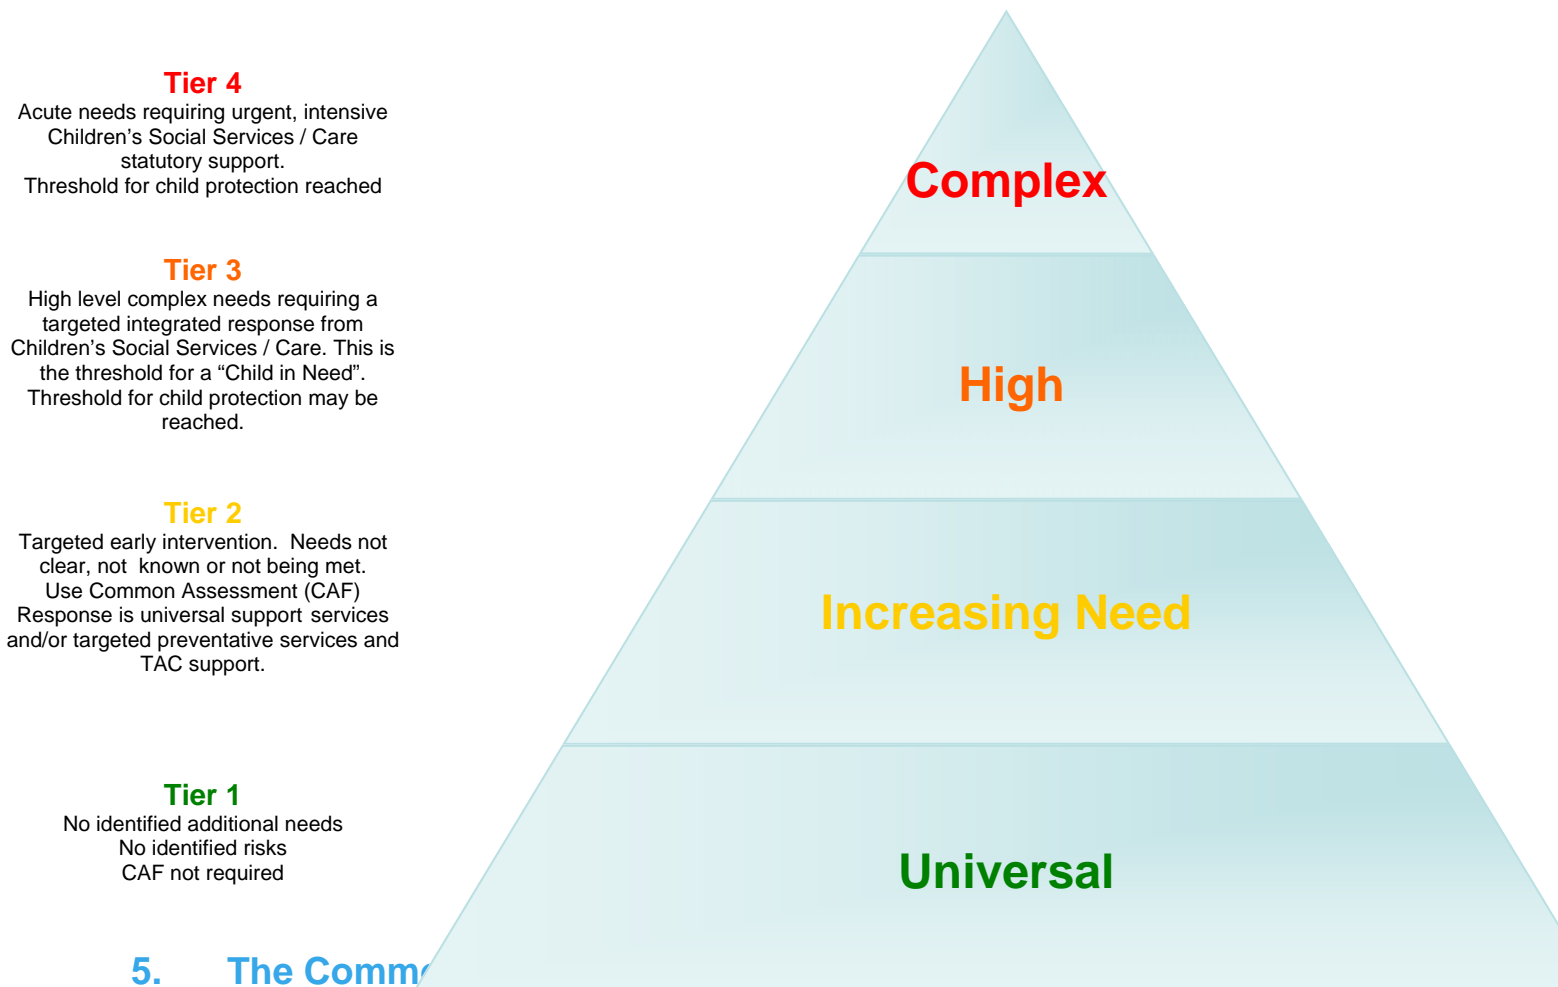 Tier 4
Acute needs requiring urgent, intensive
Children's Social Services / Care
statutory support.
Threshold for child protection reached
Complex
Tier 3
High level complex needs requiring a
targeted integrated response from
Children's Social Services / Care. This is
the threshold for a “Child in Need”.
Threshold for child protection may be
reached.
High
Tier 2
Targeted early intervention.  Needs not
clear, not  known or not being met.
Use Common Assessment (CAF)
Response is universal support services
and/or targeted preventative services and
TAC support.
Increasing Need
Tier 1
No identified additional needs
No identified risks
CAF not required
Universal
5. The